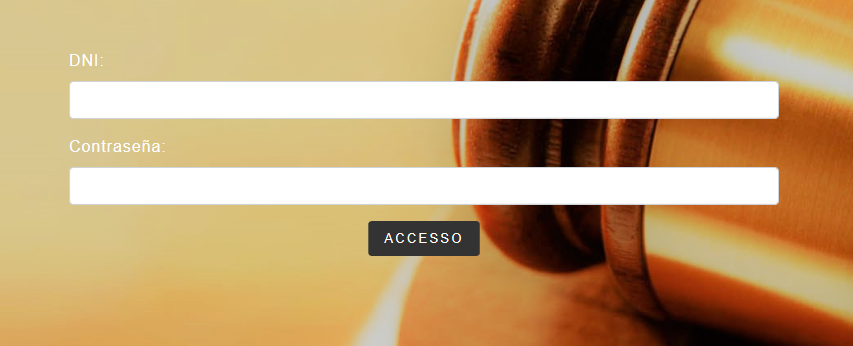 DNI:
Contraseña:
ACCESSO